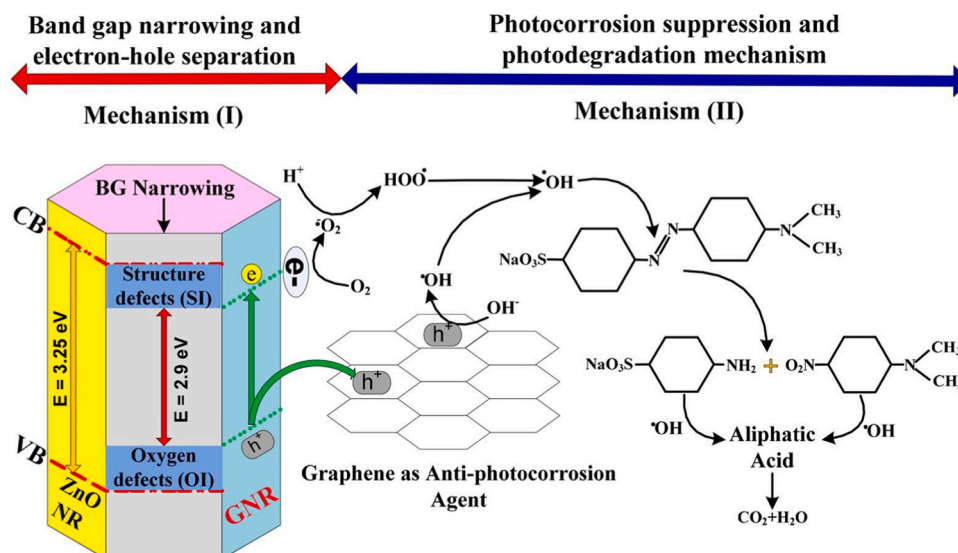 Band gap narrowing and
electron-hole separation
Photocorrosion suppression and
photodegradation mechanism
Mechanism (I)
Mechanism (II)
BG Narrowing
CB
Structure
defects (SI)
E = 3.25 eV
E = 2.9 eV
VB
Oxygen
defects (OI)
ZnO
NR
GNR
e
e-
h+
H+
•O2
O2
HOO•
•OH
•OH
OH-
h+
h+
Graphene as Anti-photocorrosion
Agent
NaO3S
N
N
N
CH3
CH3
NaO3S
NH2
+
O2N
N
CH3
CH3
•OH
•OH
Aliphatic
Acid
CO2+H2O